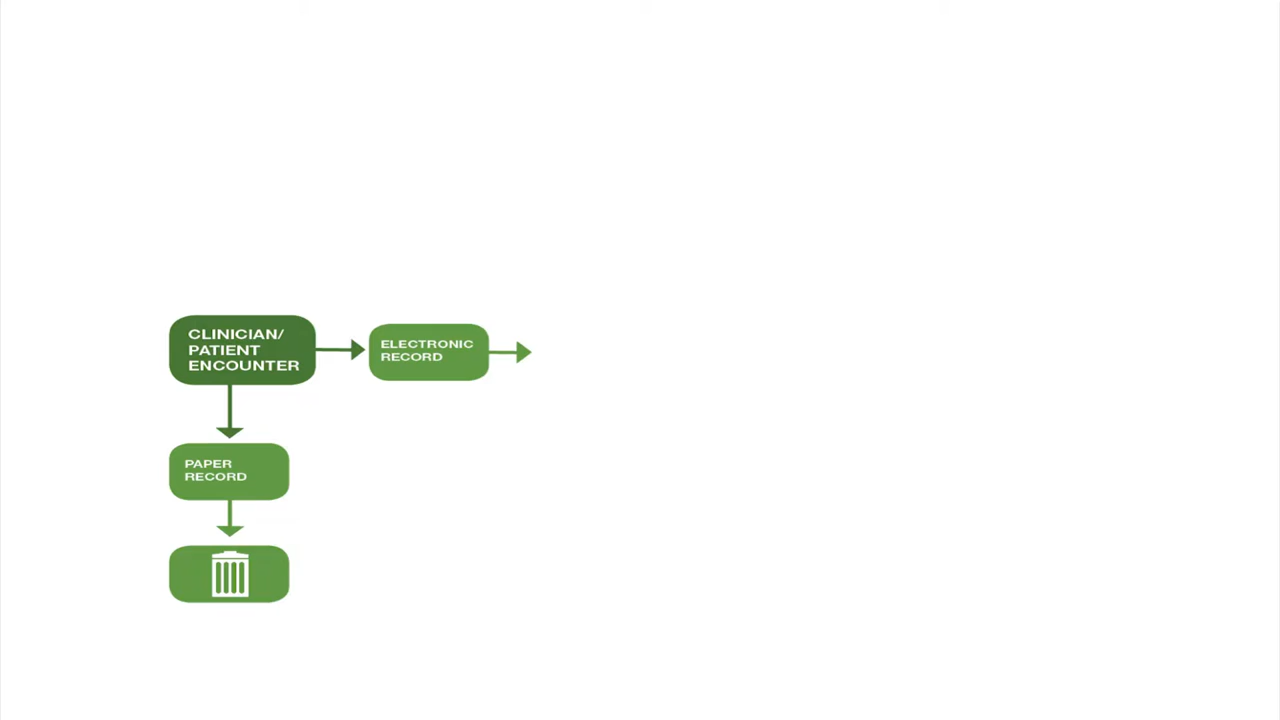 CLINICIAN/
PATIENT
ENCOUNTER
ELECTRONIC
RECORD
PAPER
RECORD